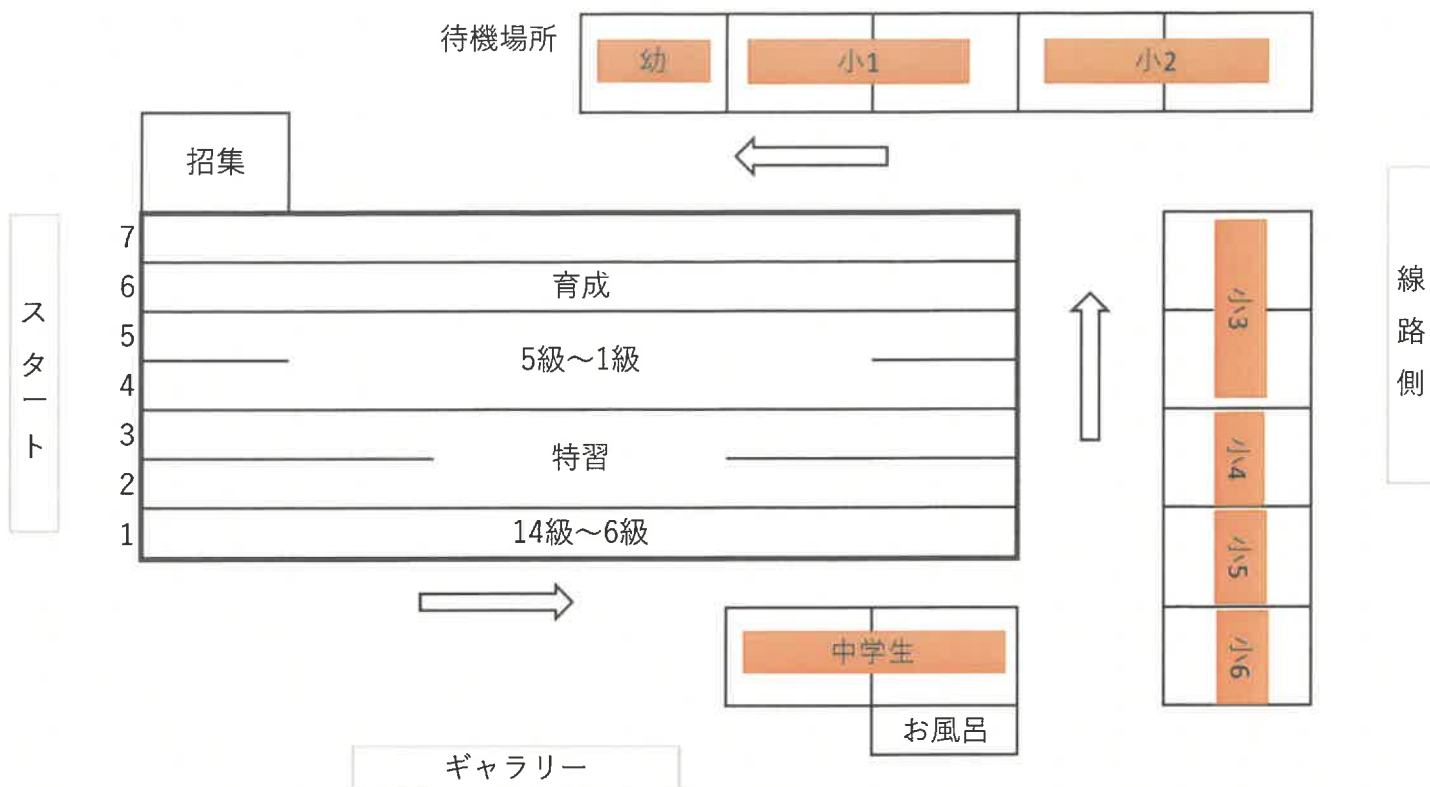 待機場所
幼
小1
小2
招集
スタート
線路側
7
6
育成
5
5級～1級
4
3
特習
2
1
14級～6級
小3
小4
小5
小6
中学生
お風呂
ギャラリー